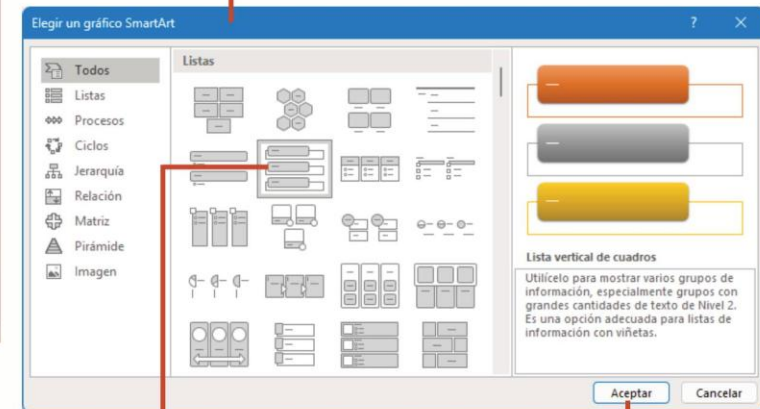 Elegir un gráfico SmartArt
Todos
Listas
Procesos
Ciclos
Jerarquía
Relación
Matriz
Pirámide
Imagen
Listas
Lista vertical de cuadros
Utilícelo para mostrar varios grupos de
información, especialmente grupos con
grandes cantidades de texto de Nivel 2.
Es una opción adecuada para listas de
información con viñetas.
Aceptar
Cancelar